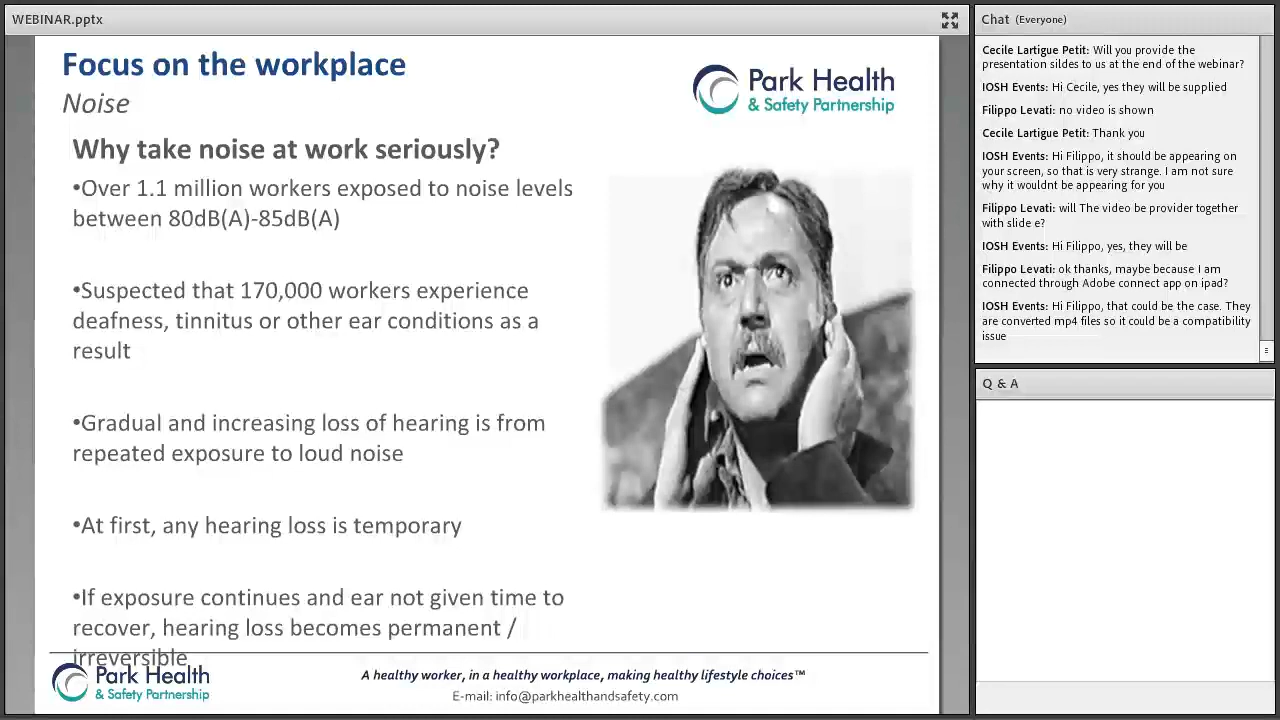 WEBINAR.pptx
Focus on the workplace
Noise
Park Health
& Safety Partnership
Why take noise at work seriously?
•Over 1.1 million workers exposed to noise levels
between 80dB(A)-85dB(A)
•Suspected that 170,000 workers experience
deafness, tinnitus or other ear conditions as a
result
•Gradual and increasing loss of hearing is from
repeated exposure to loud noise
•At first, any hearing loss is temporary
•If exposure continues and ear not given time to
recover, hearing loss becomes permanent /
irreversible
Park Health
& Safety Partnership
A healthy worker, in a healthy workplace, making healthy lifestyle choices™
E-mail: info@parkhealthandsafety.com
Chat (Everyone)
Cecile Lartigue Petit: Will you provide the
presentation sildes to us at the end of the webinar?
IOSH Events: Hi Cecile, yes they will be supplied
Filippo Levati: no video is shown
Cecile Lartigue Petit: Thank you
IOSH Events: Hi Filippo, it should be appearing on
your screen, so that is very strange. I am not sure
why it wouldnt be appearing for you
Filippo Levati: will The video be provider together
with slide e?
IOSH Events: Hi Filippo, yes, they will be
Filippo Levati: ok thanks, maybe because I am
connected through Adobe connect app on ipad?
IOSH Events: Hi Filippo, that could be the case. They
are converted mp4 files so it could be a compatibility
issue
Q & A